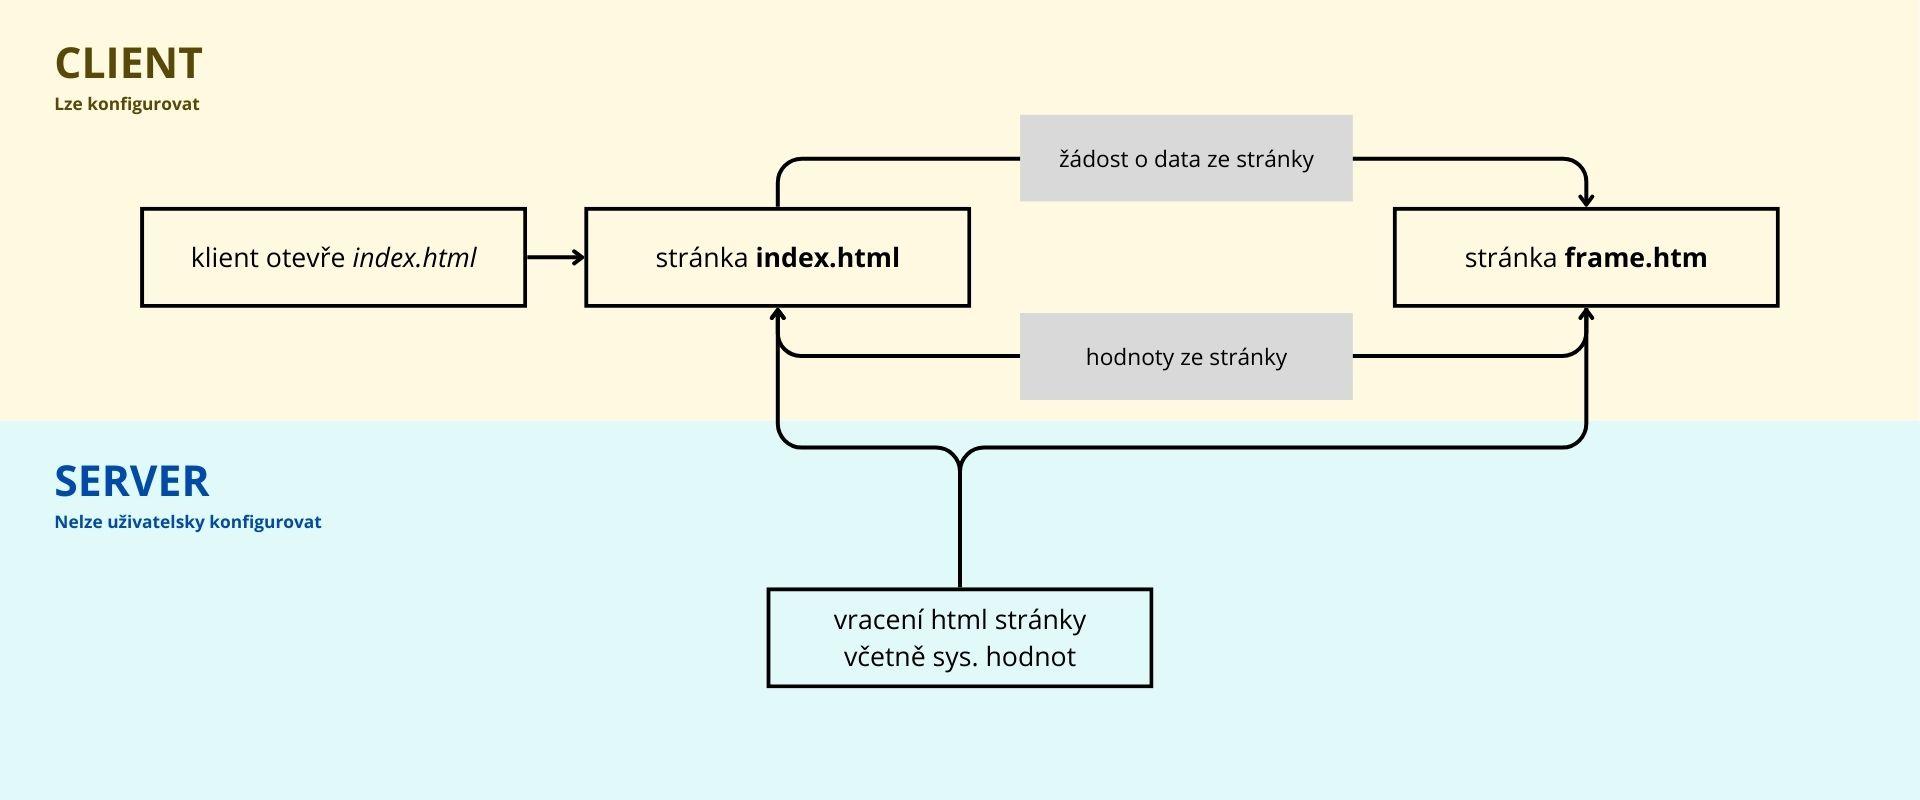 CLIENT
Lze konfigurovat
žádost o data ze stránky
klient otevře index.html
stránka index.html
stránka frame.htm
hodnoty ze stránky
SERVER
Nelze uživatelsky konfigurovat
vracení html stránky
včetně sys. hodnot